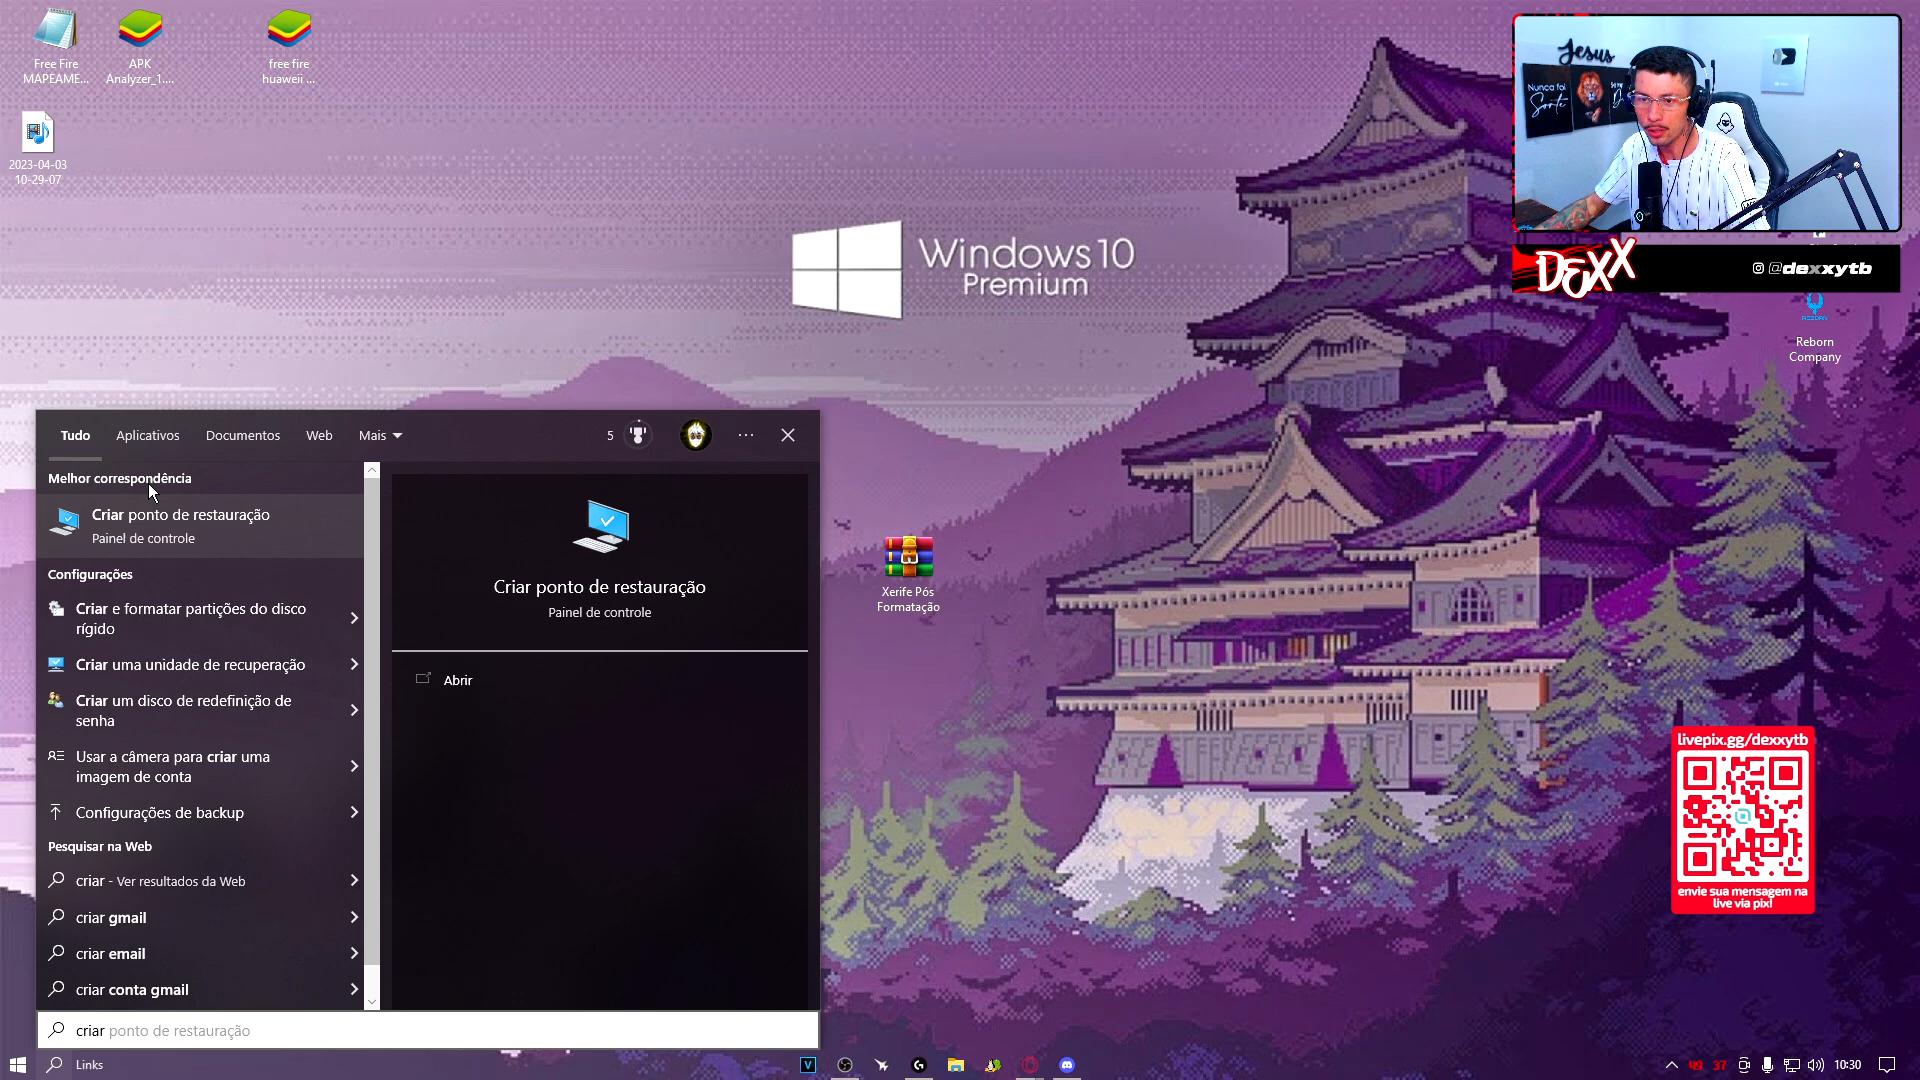 Free Fire
MAPEAME...
APK
Analyzer_1....
free fire
huaweii ...
2023-04-03
10-29-07
Windows 10
Premium
Jesus
Nunca foi
Sorte
DEXX
@dexxytb
Reborn
Company
Tudo
Aplicativos
Documentos
Web
Mais
5
Melhor correspondência
Criar ponto de restauração
Painel de controle
Configurações
Criar e formatar partições do disco
rígido
Criar uma unidade de recuperação
Criar um disco de redefinição de
senha
Usar a câmera para criar uma
imagem de conta
Configurações de backup
Pesquisar na Web
criar - Ver resultados da Web
criar gmail
criar email
criar conta gmail
criar ponto de restauração
Criar ponto de restauração
Painel de controle
Abrir
Xerife Pós
Formatação
livepix.gg/dexxytb
envie sua mensagem na
live via pix!
Links
37
10:30